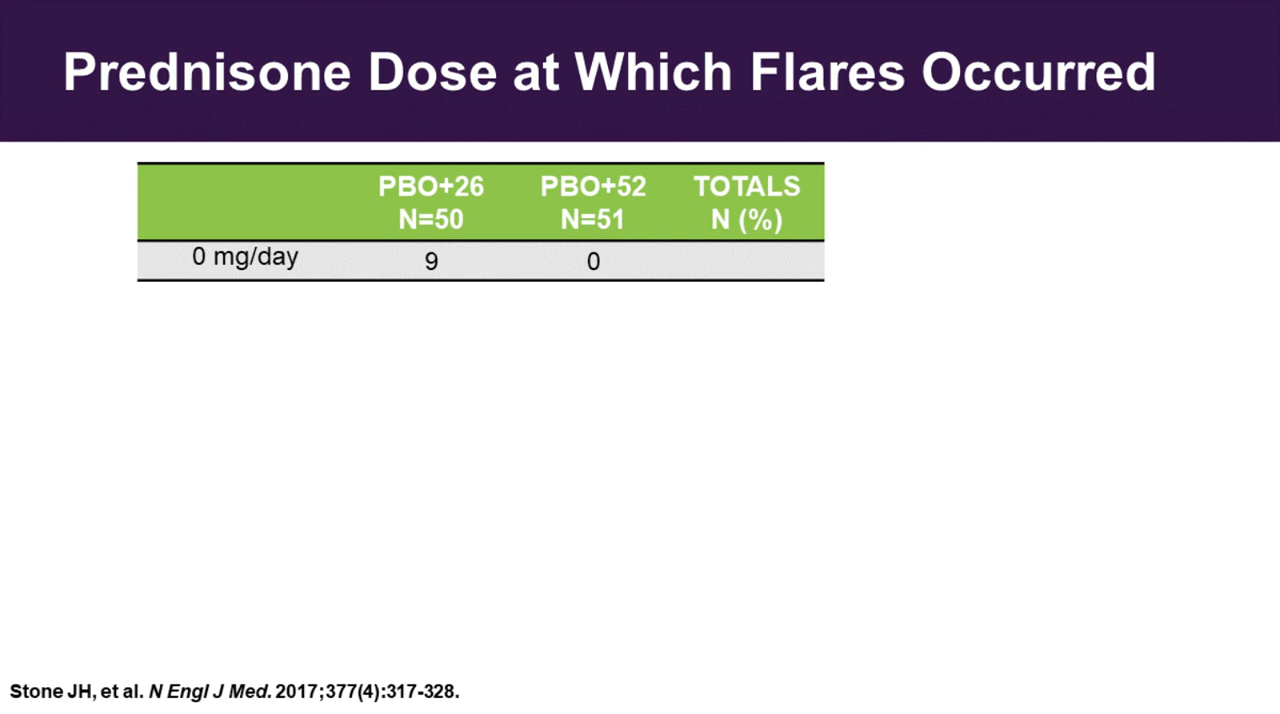 Prednisone Dose at Which Flares Occurred
PBO+26 PBO+52 TOTALS
N=50 N=51 N (%)
0 mg/day 9 0
Stone JH, et al. N Engl J Med. 2017;377(4):317-328.